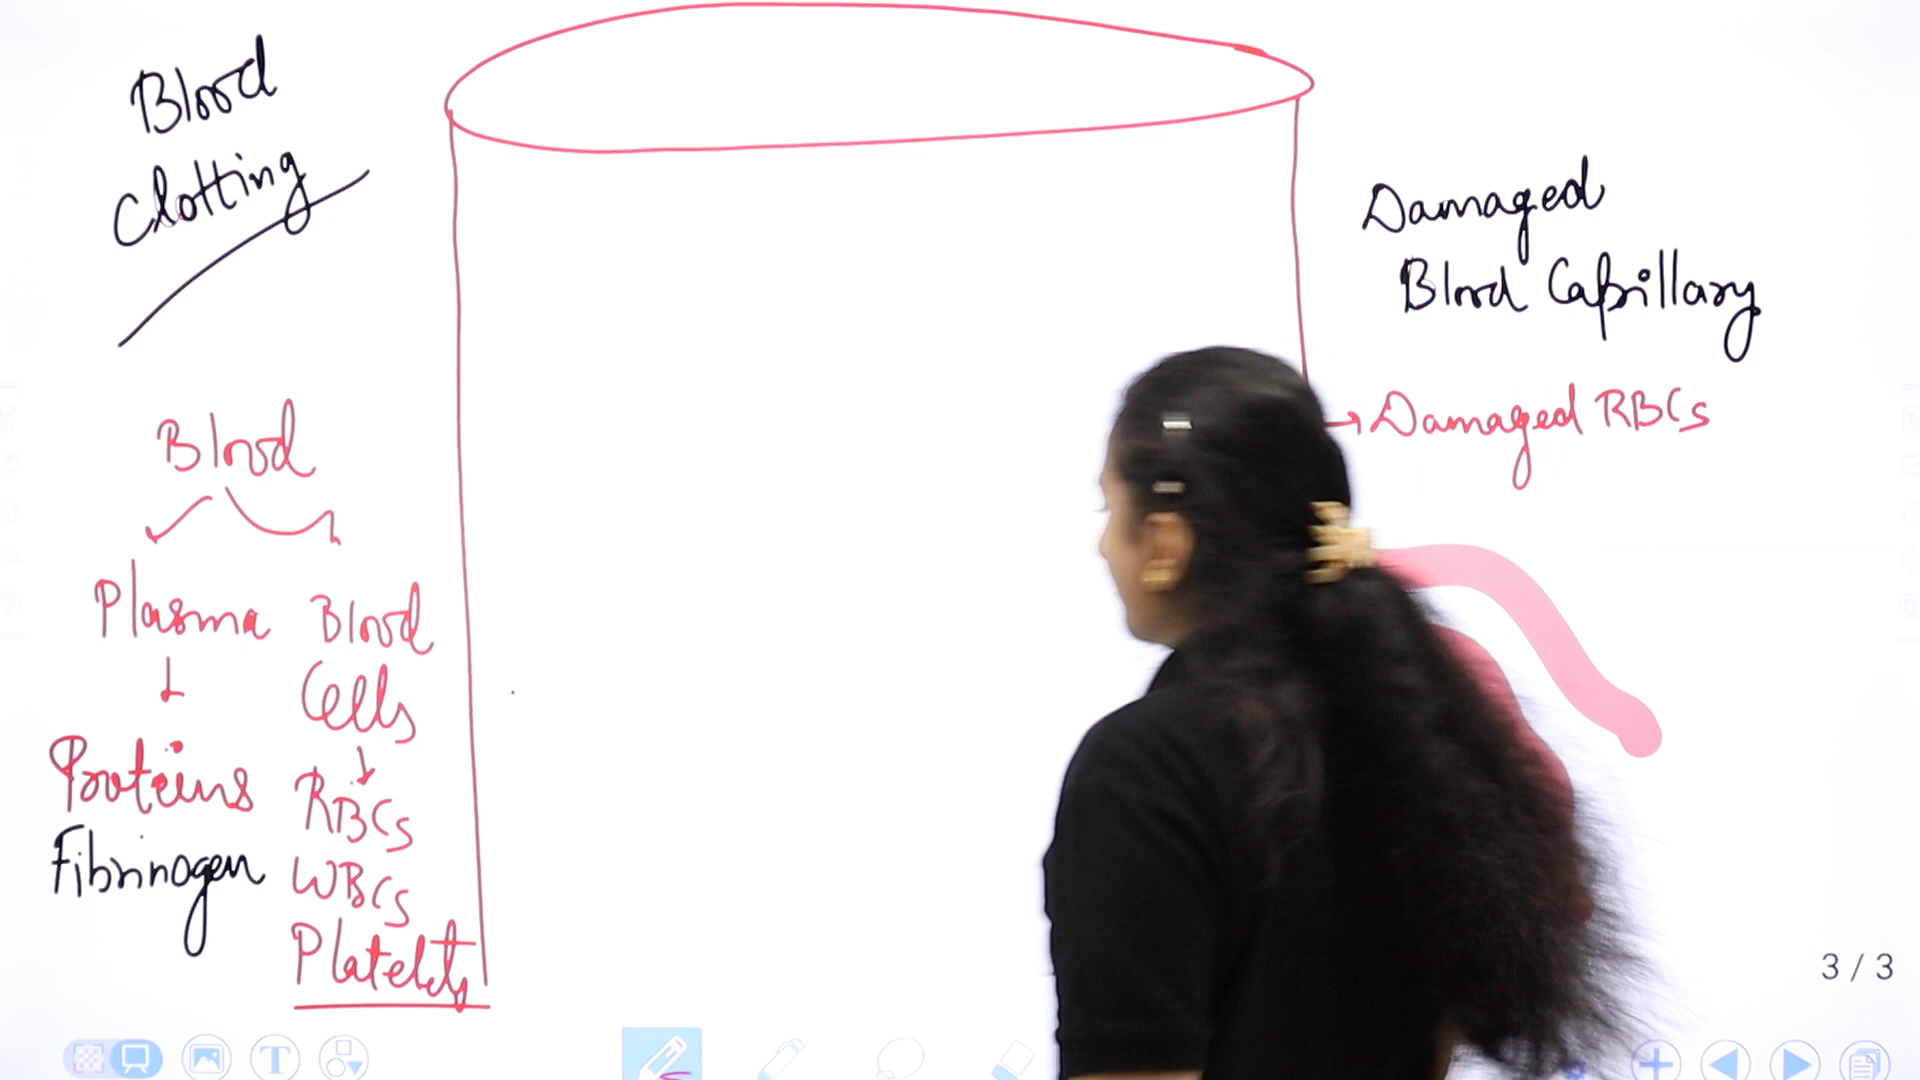 Blood
Clotting
Damaged
Blood Capillary
→ Damaged RBCs
Blood
Plasma
Blood
Cells
Proteins
Fibrinogen
RBCs
WBCs
Platelets
3 / 3
T